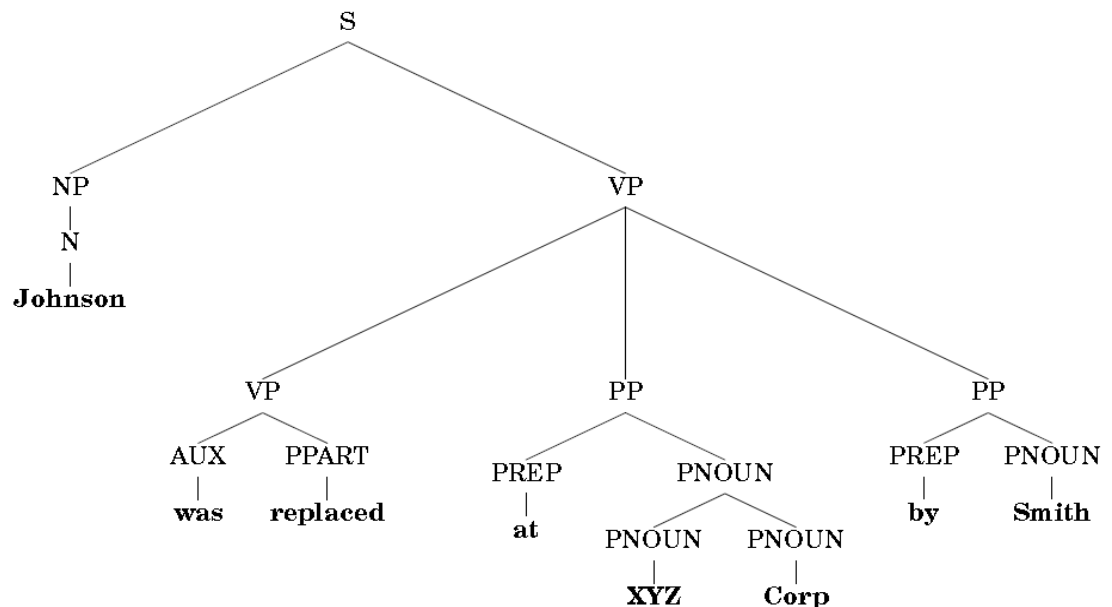 S
NP VP
N
Johnson
VP PP PP
AUX PPART PREP PNOUN PREP PNOUN
was replaced at by Smith
PNOUN PNOUN
XYZ Corp